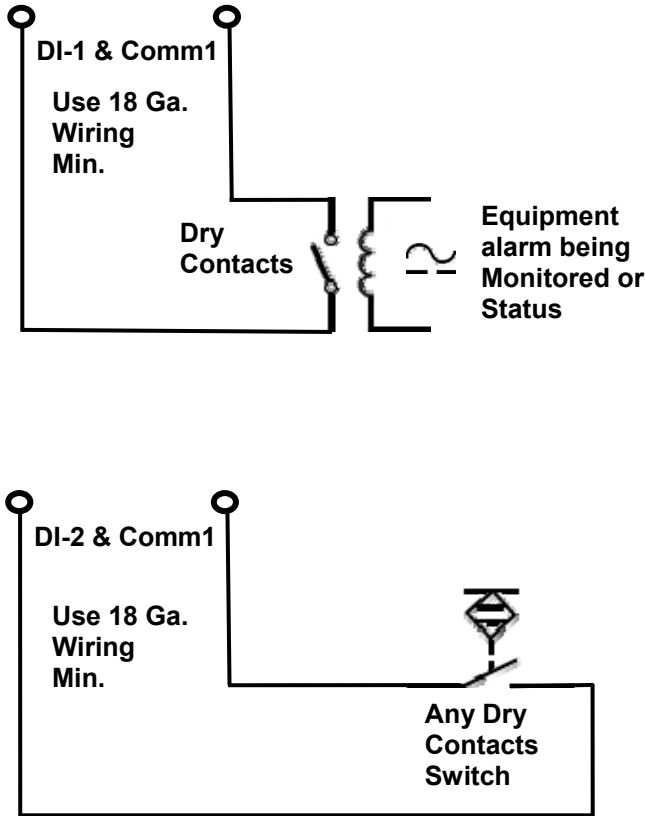 DI-1 & Comm1
Use 18 Ga.
Wiring
Min.
Dry
Contacts
Equipment
alarm being
Monitored or
Status
DI-2 & Comm1
Use 18 Ga.
Wiring
Min.
Any Dry
Contacts
Switch